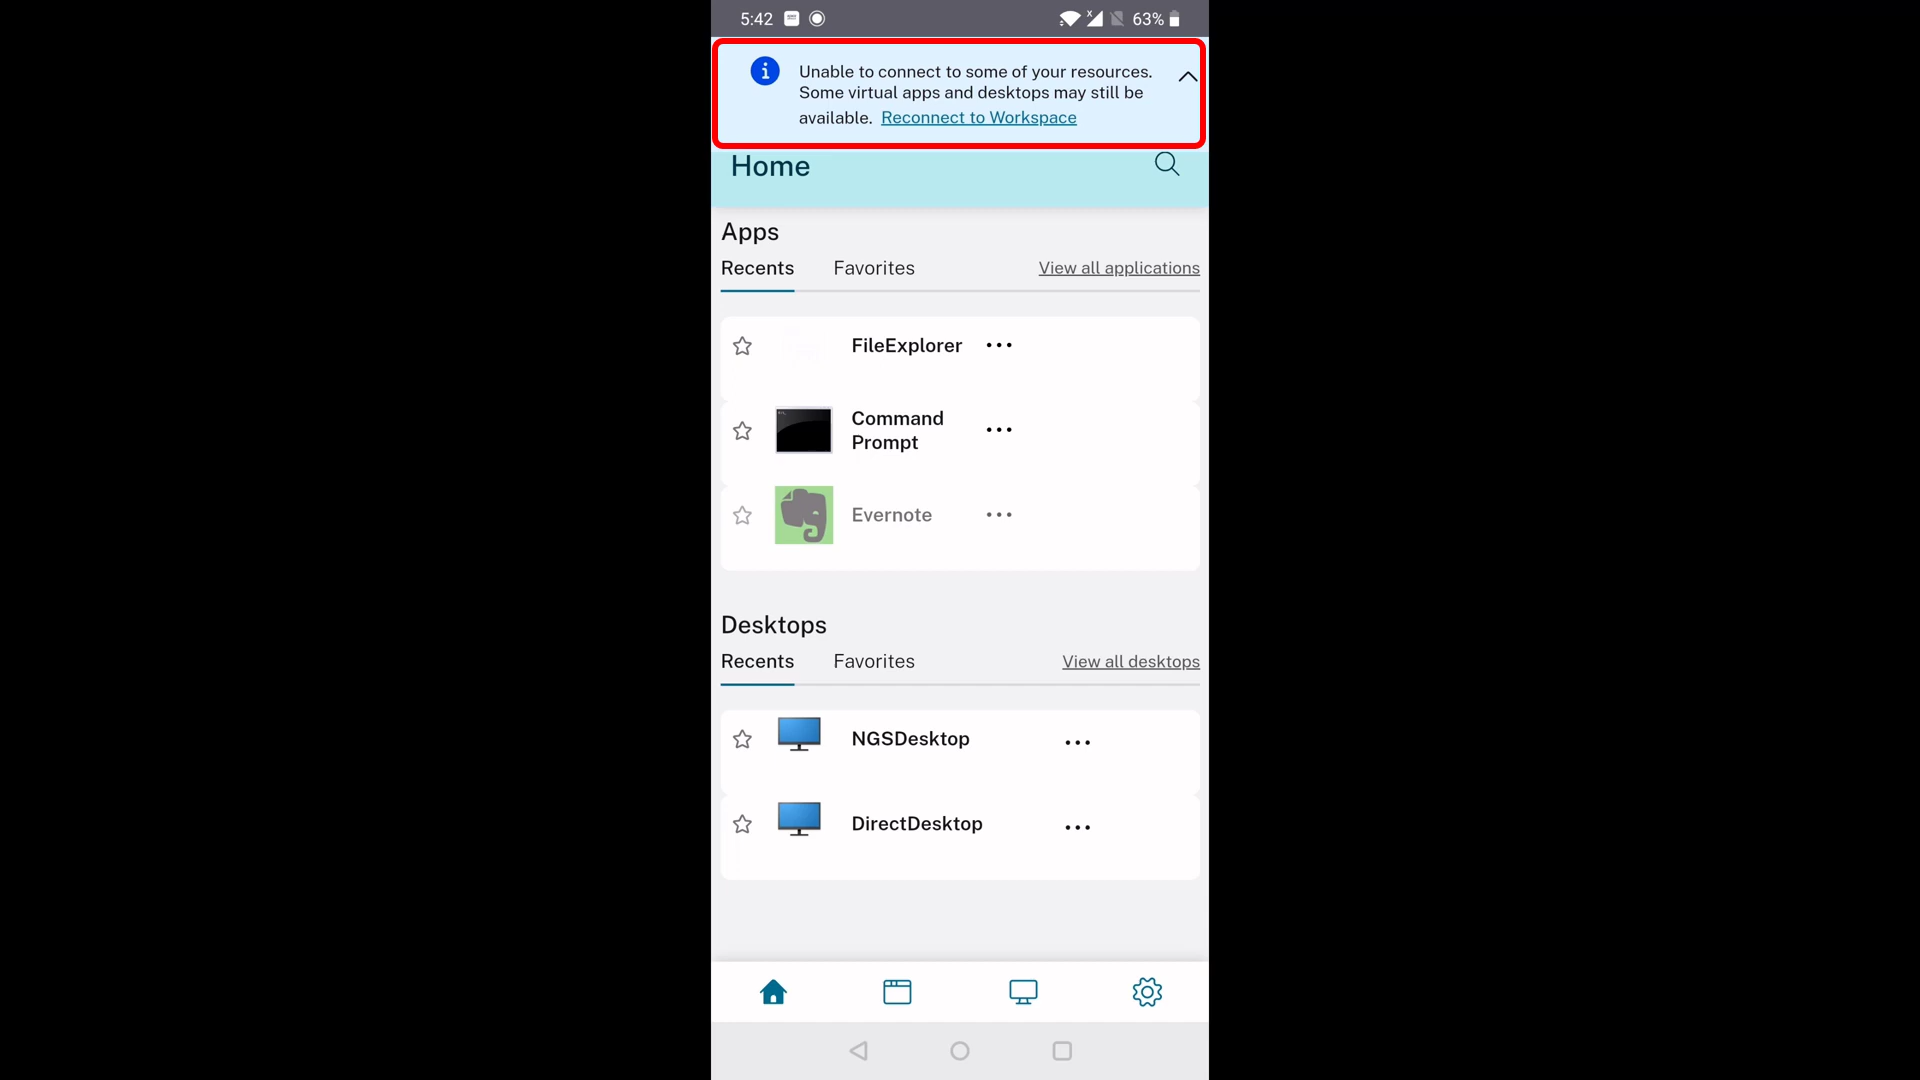 5:42
63%
Unable to connect to some of your resources.
Some virtual apps and desktops may still be
available. Reconnect to Workspace
Home
Apps
Recents Favorites View all applications
FileExplorer
Command
Prompt
Evernote
Desktops
Recents Favorites View all desktops
NGSDesktop
DirectDesktop